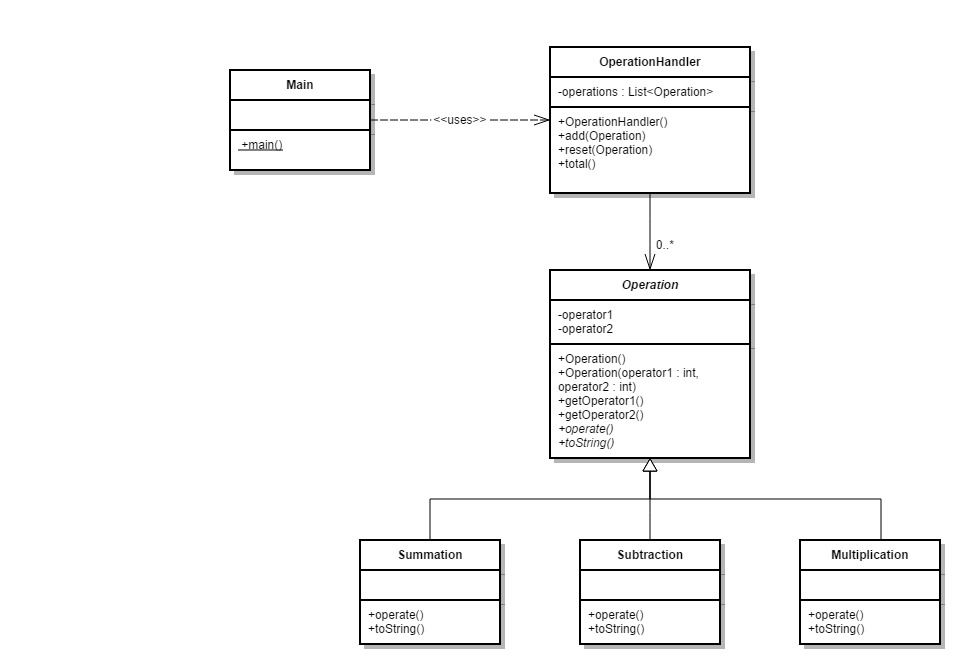 Main
+main()
<<uses>>
OperationHandler
-operations : List<Operation>
+OperationHandler()
+add(Operation)
+reset(Operation)
+total()
0..*
Operation
-operator1
-operator2
+Operation()
+Operation(operator1 : int,
operator2 : int)
+getOperator1()
+getOperator2()
+operate()
+toString()
Summation
+operate()
+toString()
Subtraction
+operate()
+toString()
Multiplication
+operate()
+toString()